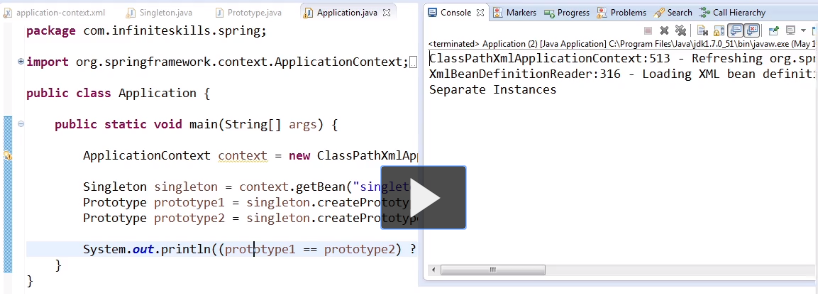 application-context.xml Singleton.java Prototype.java Application.java
package com.infiniteskills.spring;
import org.springframework.context.ApplicationContext;
public class Application {
public static void main(String[] args) {
ApplicationContext context = new ClassPathXmlAp
Singleton singleton = context.getBean("singlet
Prototype prototype1 = singleton.createPrototy
Prototype prototype2 = singleton.createPrototype
System.out.println((prototype1 == prototype2) ?
}
}
Console Markers Progress Problems Search Call Hierarchy
<terminated> Application (2) [Java Application] C:\Program Files\Java\jdk1.7.0_51\bin\javaw.exe (May 1
ClassPathXmlApplicationContext:513 - Refreshing org.spr
XmlBeanDefinitionReader:316 - Loading XML bean definiti
Separate Instances